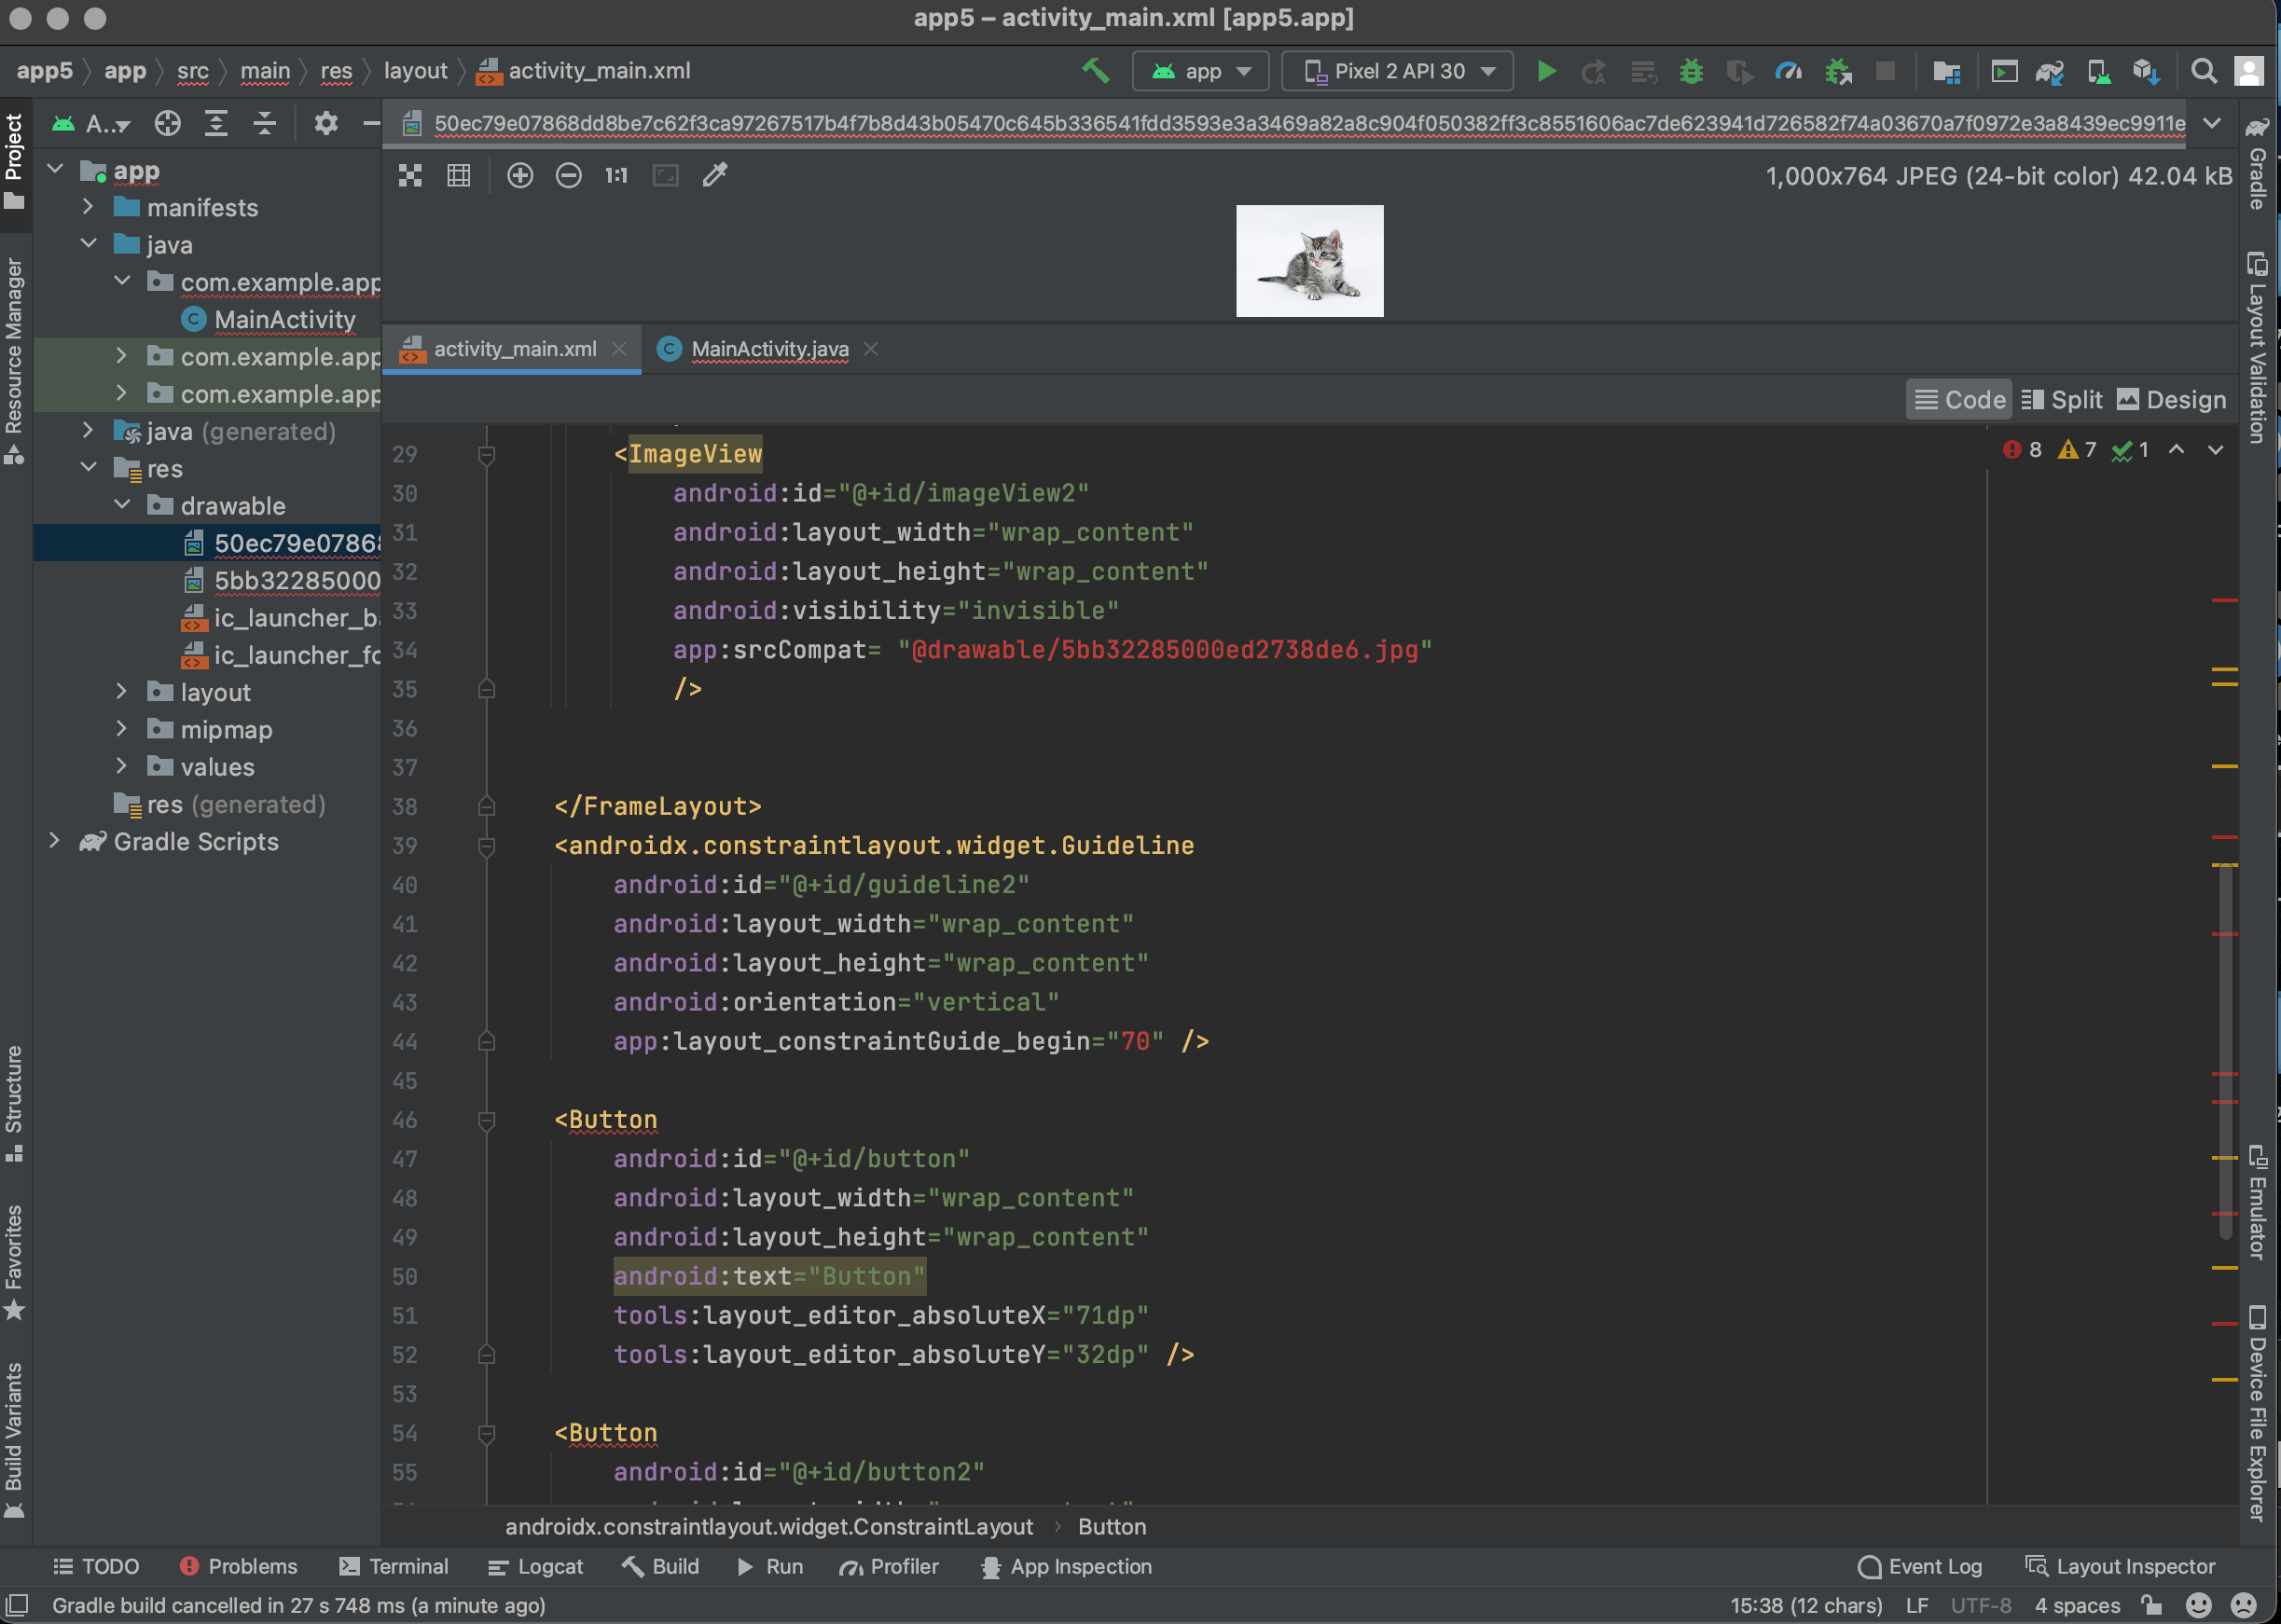 app5 – activity_main.xml [app5.app]
app5 app src main res layout activity_main.xml
app Pixel 2 API 30
Project
A..
50ec79e07868dd8be7c62f3ca97267517b4f7b8d43b05470c645b336541fdd3593e3a3469a82a8c904f050382ff3c8551606ac7de623941d726582f74a03670a7f0972e3a8439ec9911e
1:1
1,000x764 JPEG (24-bit color) 42.04 kB
app
manifests
java
com.example.app
MainActivity
com.example.app
com.example.app
java (generated)
res
drawable
50ec79e07868
5bb32285000
ic_launcher_ba
ic_launcher_fo
layout
mipmap
values
res (generated)
Gradle Scripts
Resource Manager
Structure
Favorites
Build Variants
activity_main.xml MainActivity.java
Code Split Design
8 7 1
29 <ImageView
30 android:id="@+id/imageView2"
31 android:layout_width="wrap_content"
32 android:layout_height="wrap_content"
33 android:visibility="invisible"
34 app:srcCompat= "@drawable/5bb32285000ed2738de6.jpg"
35 />
36
37
38 </FrameLayout>
39 <androidx.constraintlayout.widget.Guideline
40 android:id="@+id/guideline2"
41 android:layout_width="wrap_content"
42 android:layout_height="wrap_content"
43 android:orientation="vertical"
44 app:layout_constraintGuide_begin="70" />
45
46 <Button
47 android:id="@+id/button"
48 android:layout_width="wrap_content"
49 android:layout_height="wrap_content"
50 android:text="Button"
51 tools:layout_editor_absoluteX="71dp"
52 tools:layout_editor_absoluteY="32dp" />
53
54 <Button
55 android:id="@+id/button2"
Gradle
Layout Validation
Emulator
Device File Explorer
androidx.constraintlayout.widget.ConstraintLayout Button
TODO Problems Terminal Logcat Build Run Profiler App Inspection Event Log Layout Inspector
Gradle build cancelled in 27 s 748 ms (a minute ago) 15:38 (12 chars) LF UTF-8 4 spaces